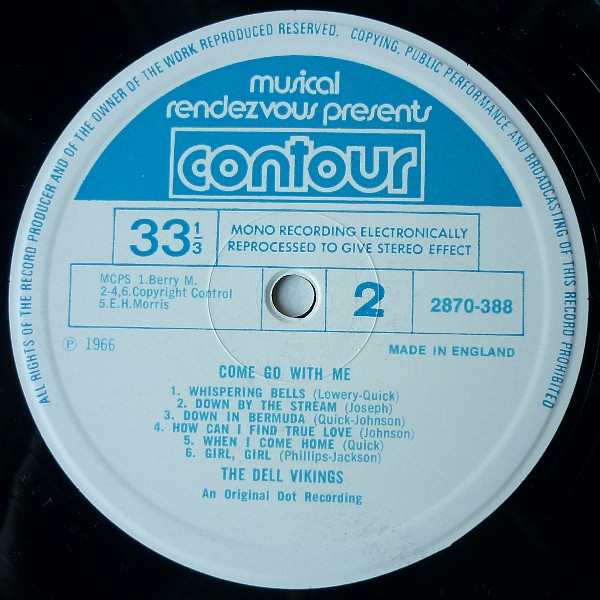 ALL RIGHTS OF THE RECORD PRODUCER AND OF THE OWNER OF THE WORK REPRODUCED RESERVED. COPYING, PUBLIC PERFORMANCE AND BROADCASTING OF THIS RECORD PROHIBITED
musical
rendezvous presents
contour
33 1/3
MONO RECORDING ELECTRONICALLY
REPROCESSED TO GIVE STEREO EFFECT
MCPS 1.Berry M.
2-4,6.Copyright Control
5.E.H.Morris
2
2870-388
Ⓟ 1966
MADE IN ENGLAND
COME GO WITH ME
1. WHISPERING BELLS (Lowery-Quick)
2. DOWN BY THE STREAM (Joseph)
3. DOWN IN BERMUDA (Quick-Johnson)
4. HOW CAN I FIND TRUE LOVE (Johnson)
5. WHEN I COME HOME (Quick)
6. GIRL, GIRL (Phillips-Jackson)
THE DELL VIKINGS
An Original Dot Recording